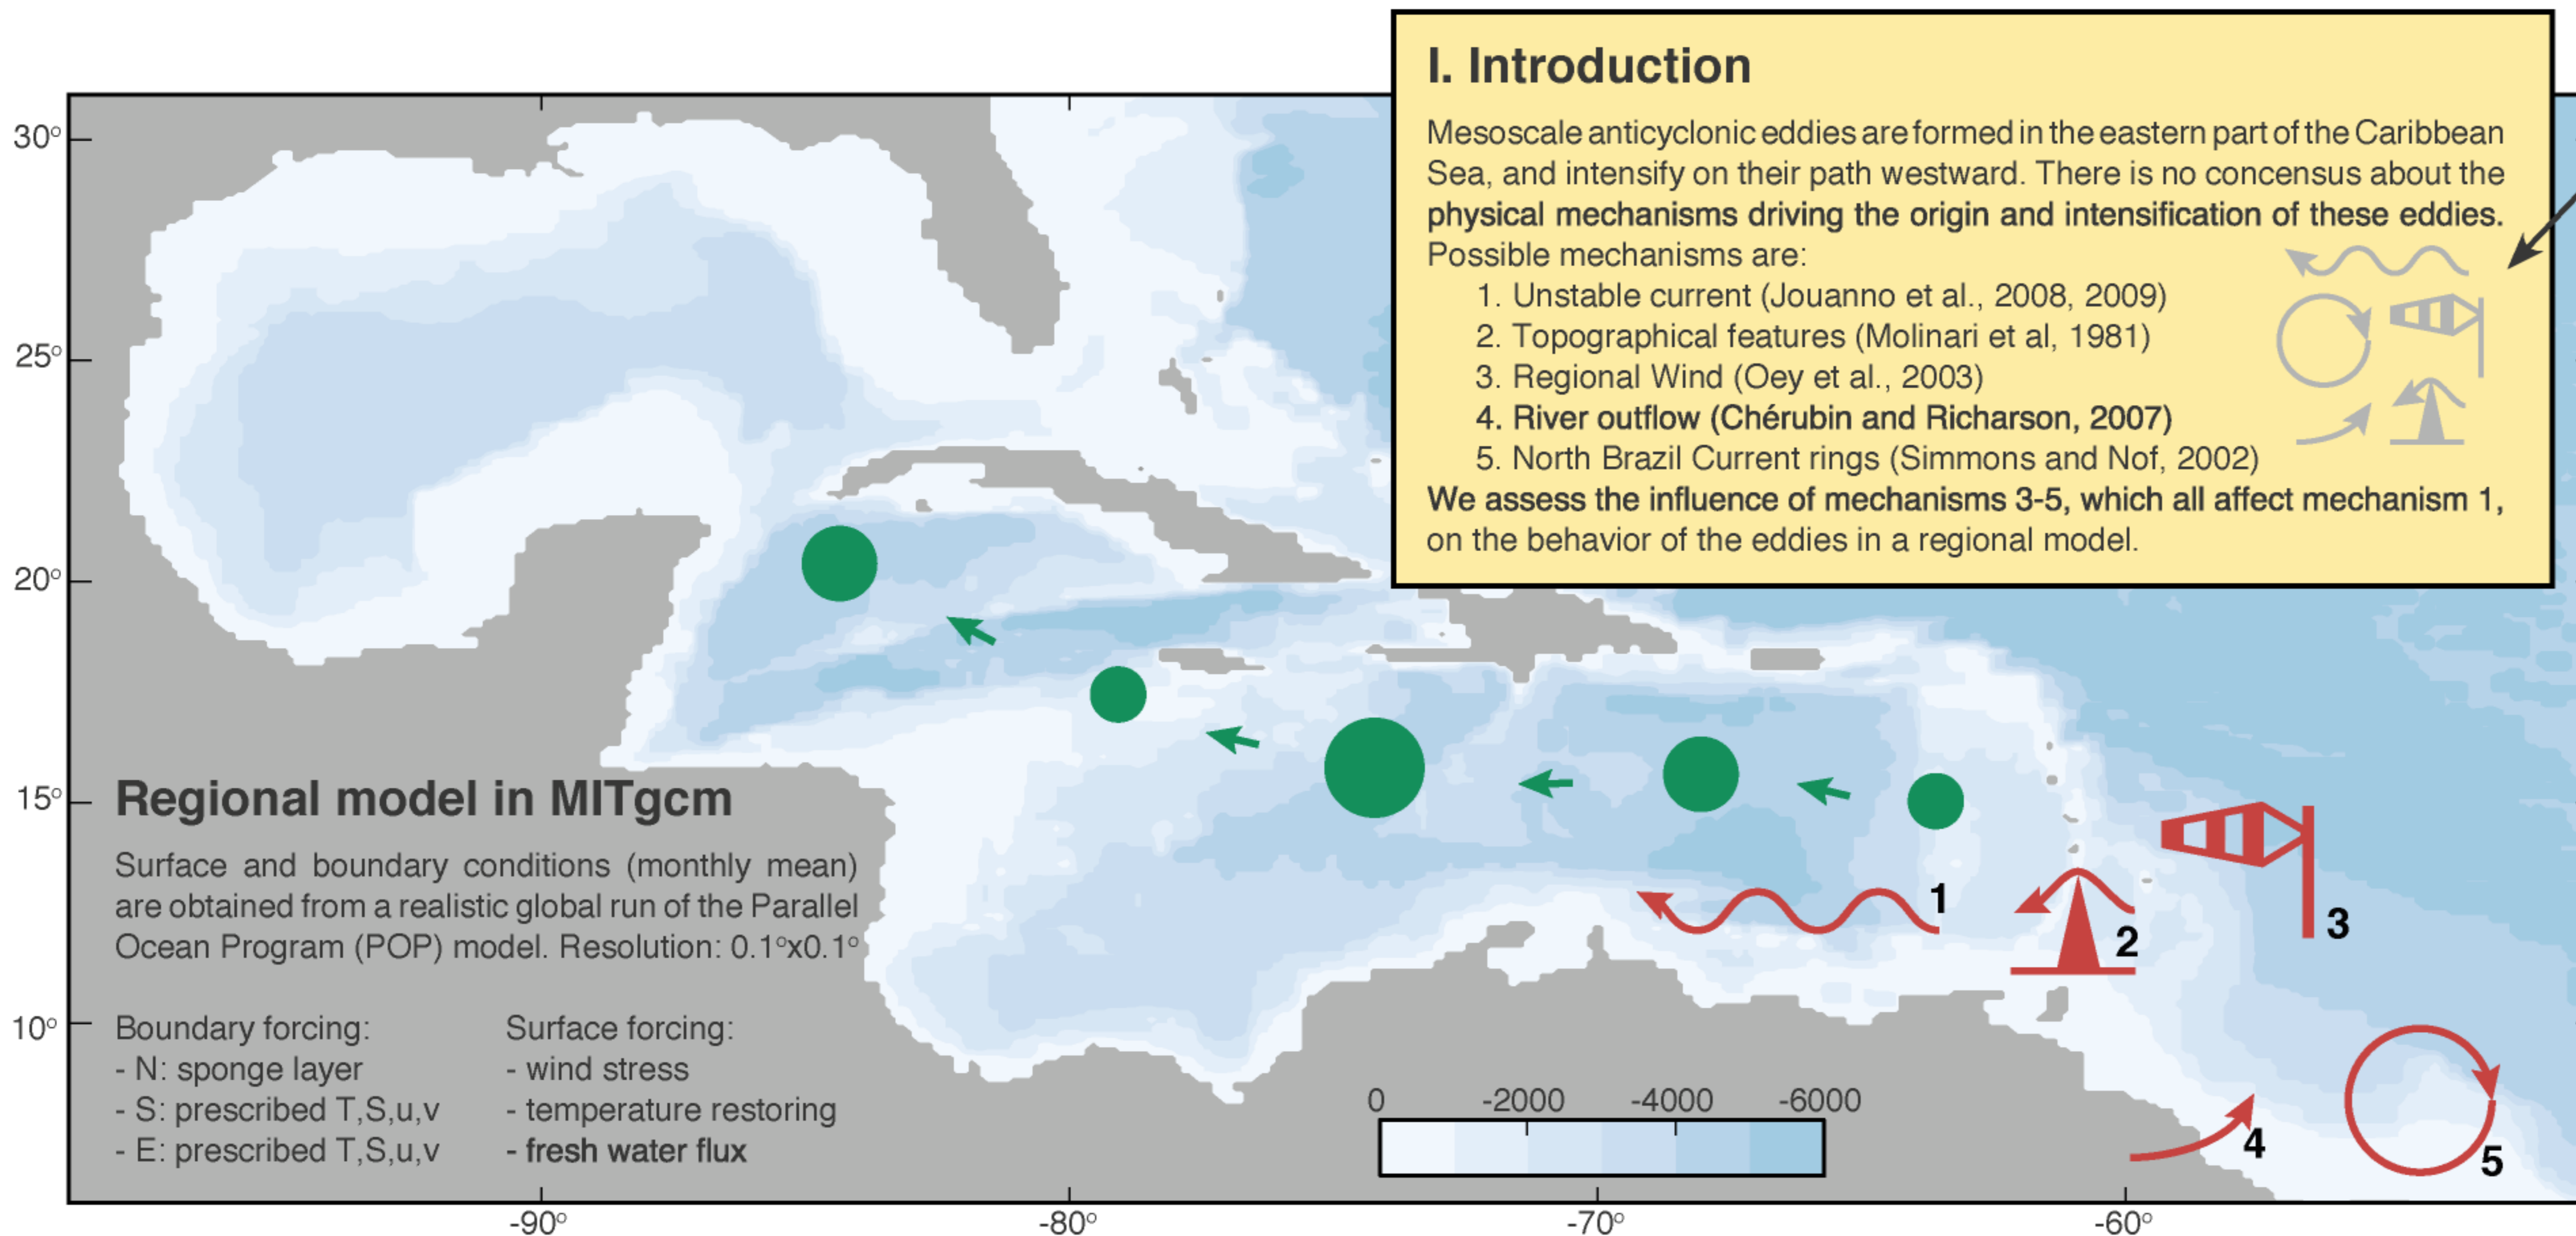 I. Introduction
Mesoscale anticyclonic eddies are formed in the eastern part of the Caribbean
Sea, and intensify on their path westward. There is no concensus about the
physical mechanisms driving the origin and intensification of these eddies.
Possible mechanisms are:
1. Unstable current (Jouanno et al., 2008, 2009)
2. Topographical features (Molinari et al, 1981)
3. Regional Wind (Oey et al., 2003)
4. River outflow (Chérubin and Richarson, 2007)
5. North Brazil Current rings (Simmons and Nof, 2002)
We assess the influence of mechanisms 3-5, which all affect mechanism 1,
on the behavior of the eddies in a regional model.
30°
25°
20°
15°
10°
Regional model in MITgcm
Surface and boundary conditions (monthly mean)
are obtained from a realistic global run of the Parallel
Ocean Program (POP) model. Resolution: 0.1°x0.1°
Boundary forcing:
- N: sponge layer
- S: prescribed T,S,u,v
- E: prescribed T,S,u,v
Surface forcing:
- wind stress
- temperature restoring
- fresh water flux
1
2
3
4
5
0 -2000 -4000 -6000
-90° -80° -70° -60°